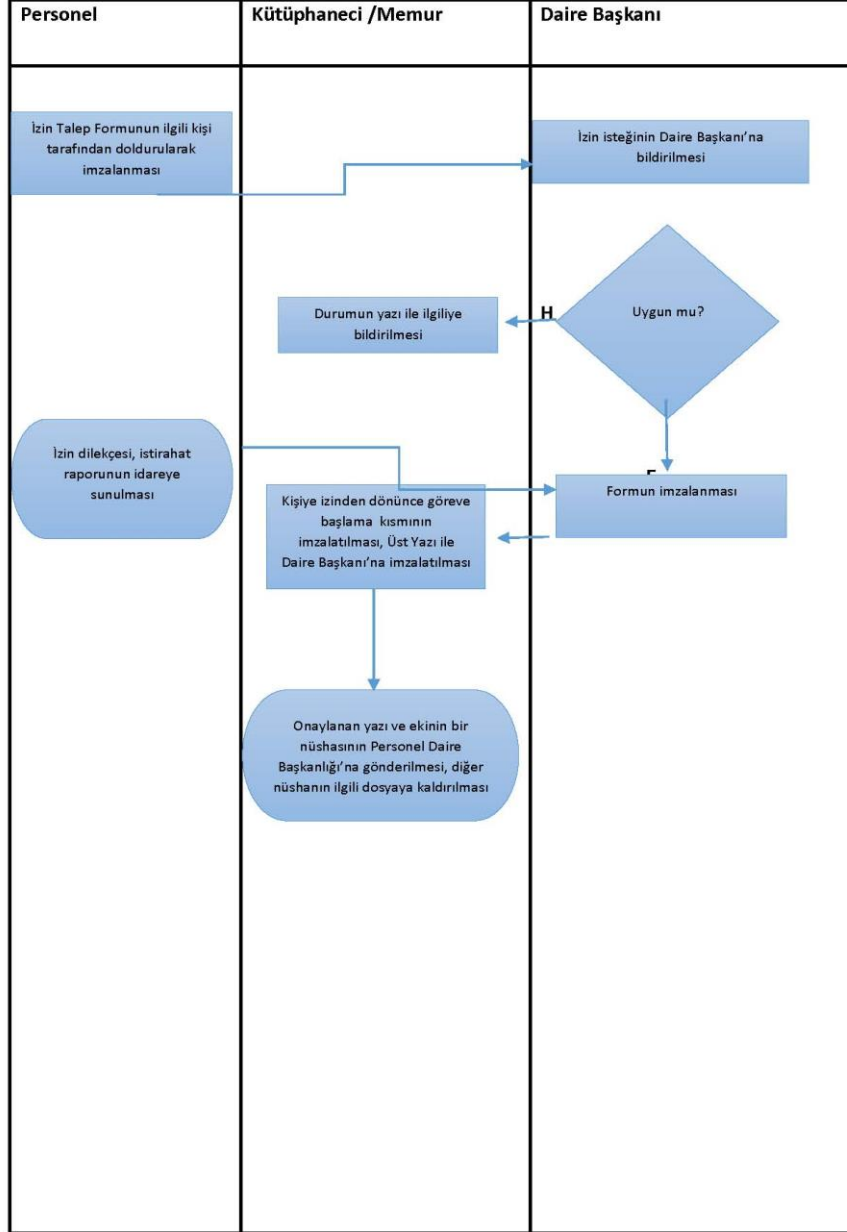 Personel
Kütüphaneci /Memur
Daire Başkanı
İzin Talep Formunun ilgili kişi
tarafından doldurularak
imzalanması
İzin isteğinin Daire Başkanı’na
bildirilmesi
Uygun mu?
H
Durumun yazı ile ilgiliye
bildirilmesi
İzin dilekçesi, istirahat
raporunun idareye
sunulması
Formun imzalanması
Kişiye izinden dönünce göreve
başlama kısmının
imzalatılması, Üst Yazı ile
Daire Başkanı’na imzalatılması
Onaylanan yazı ve ekinin bir
nüshasının Personel Daire
Başkanlığı’na gönderilmesi, diğer
nüshanın ilgili dosyaya kaldırılması